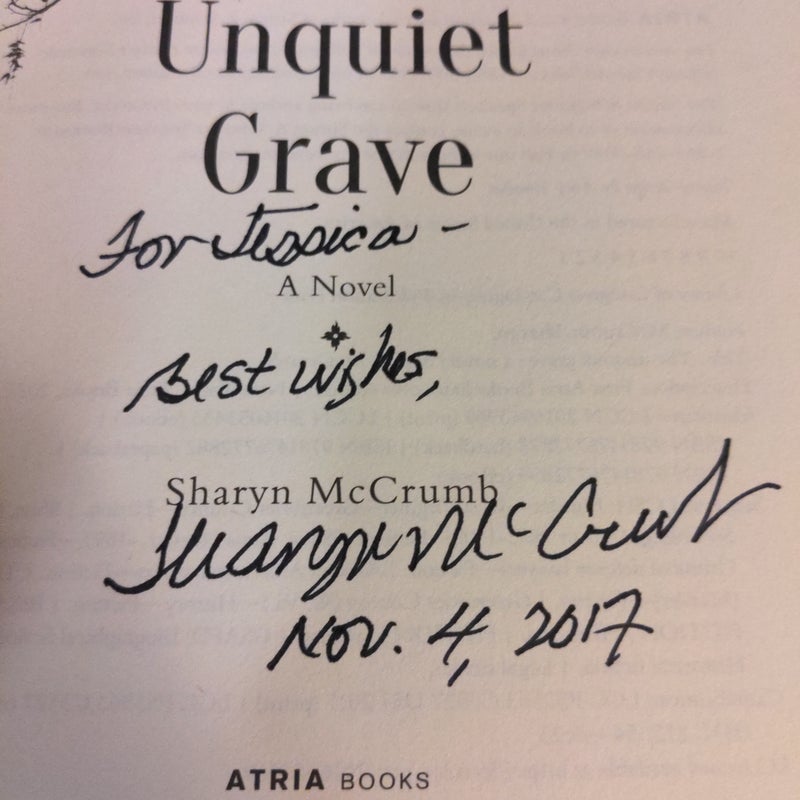 Unquiet
Grave
For Jessica -
A Novel
Best wishes,
Sharyn McCrumb
Sharyn McCrumb
Nov. 4, 2017
ATRIA BOOKS